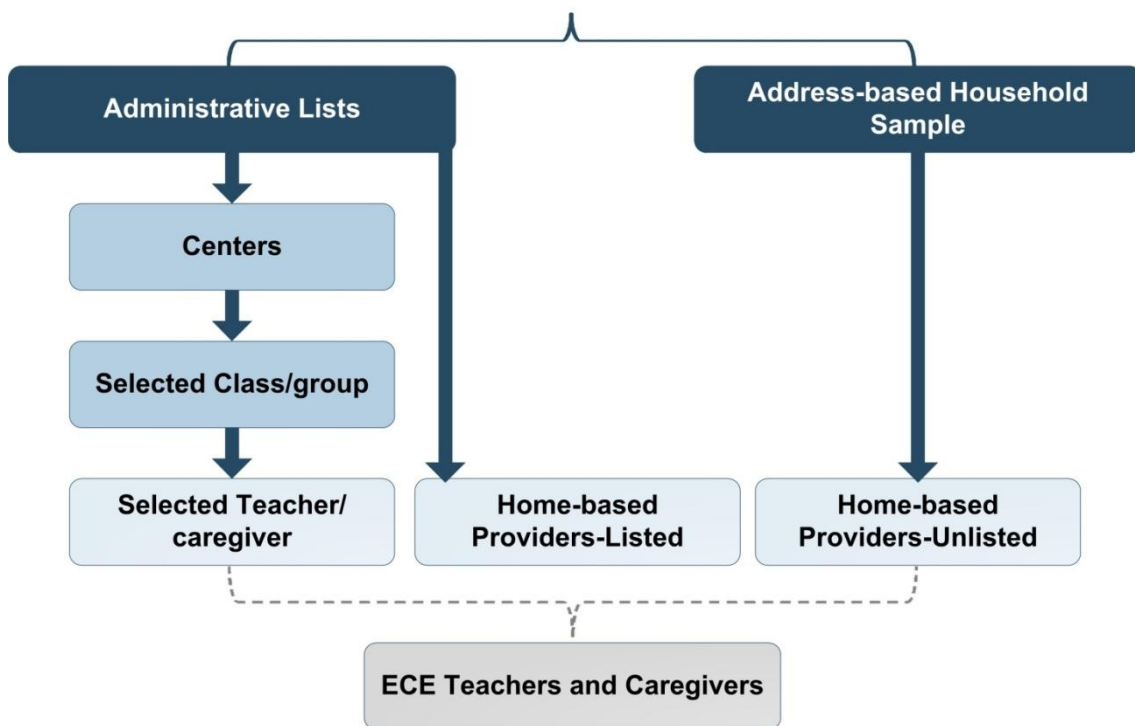 Administrative Lists
Address-based Household
Sample
Centers
Selected Class/group
Selected Teacher/
caregiver
Home-based
Providers-Listed
Home-based
Providers-Unlisted
ECE Teachers and Caregivers